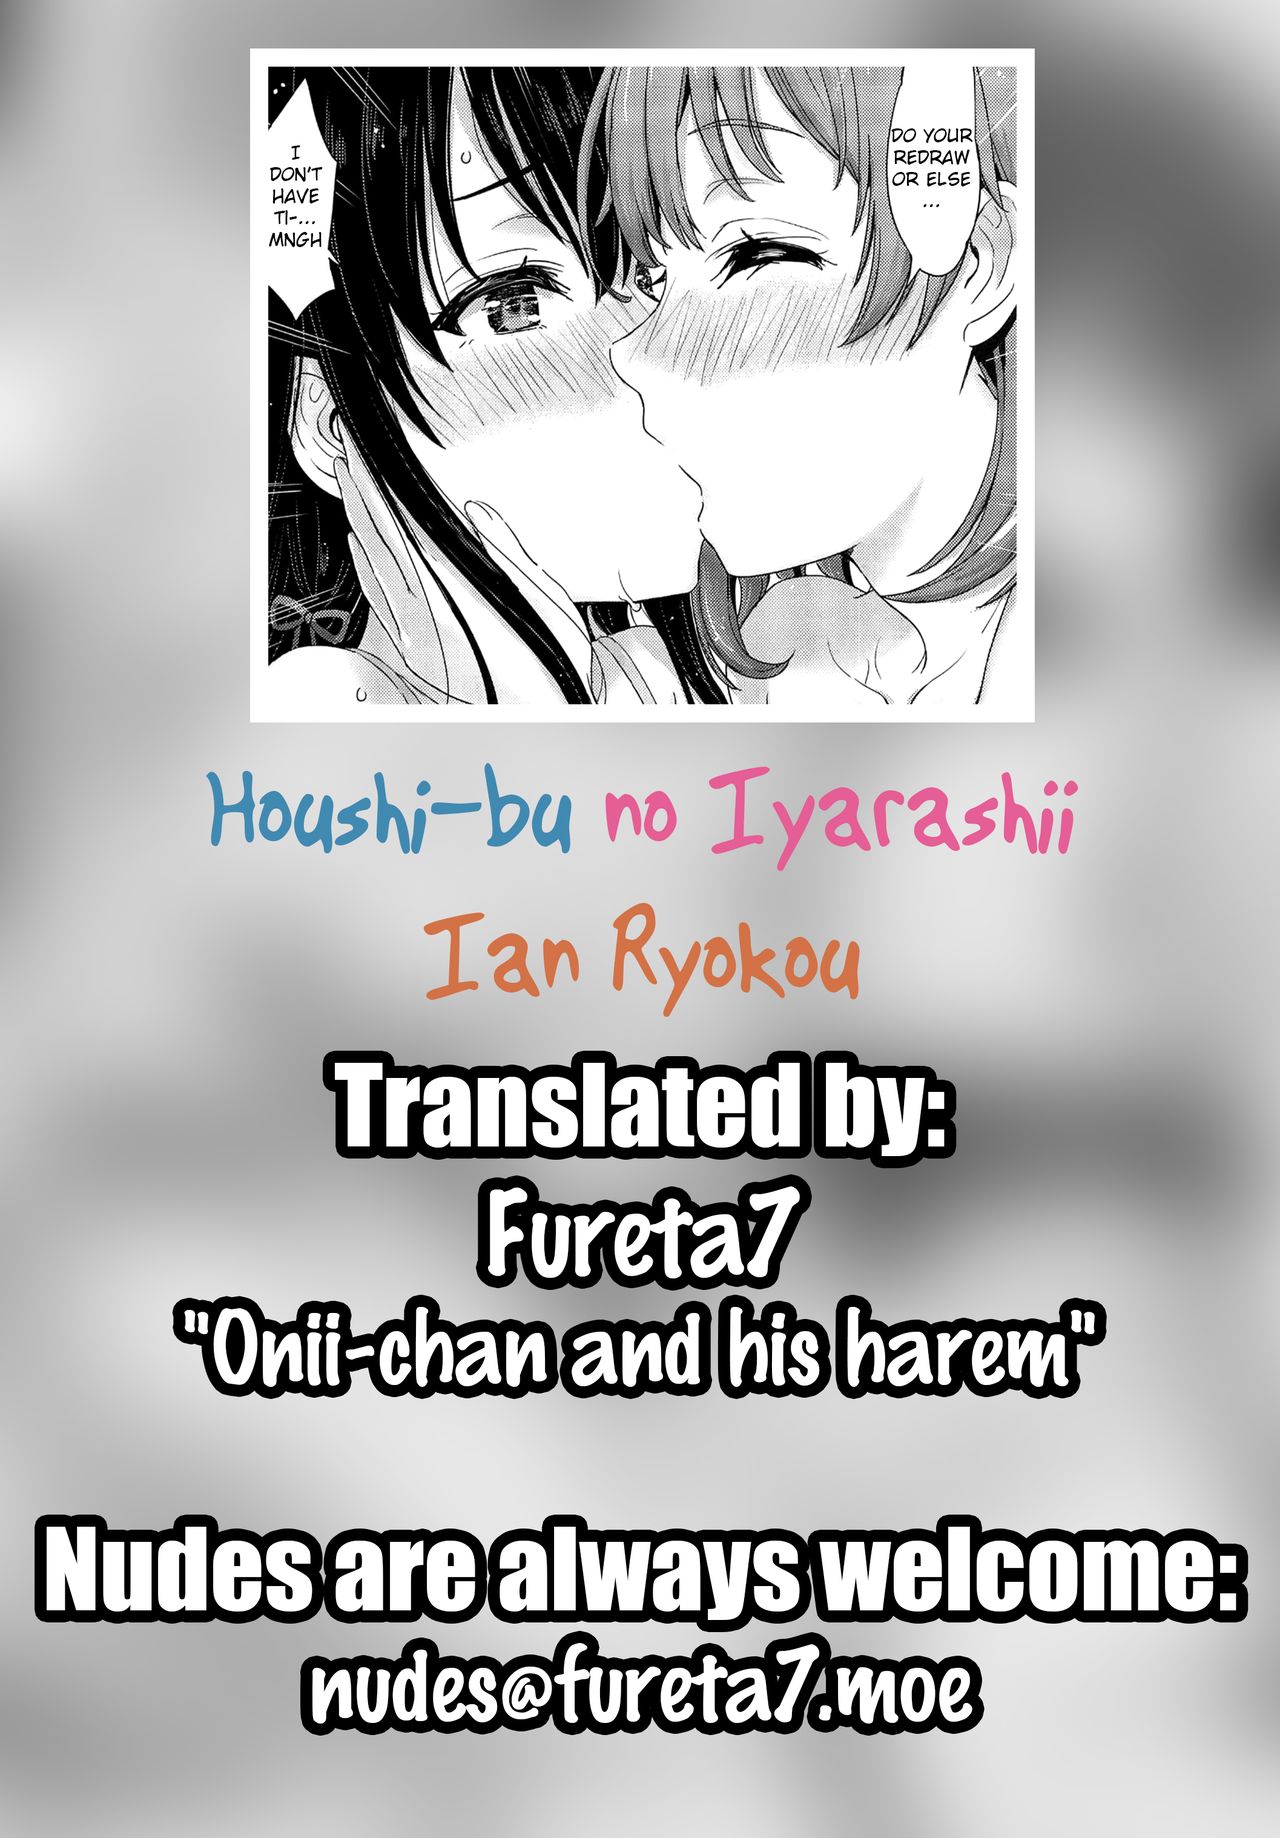 I
DON'T
HAVE
TI-...
MNGH
DO YOUR
REDRAW
OR ELSE
...
Houshi-bu no Iyarashii
Ian Ryokou
Translated by:
Fureta7
"Onii-chan and his harem"
Nudes are always welcome:
nudes@fureta7.moe